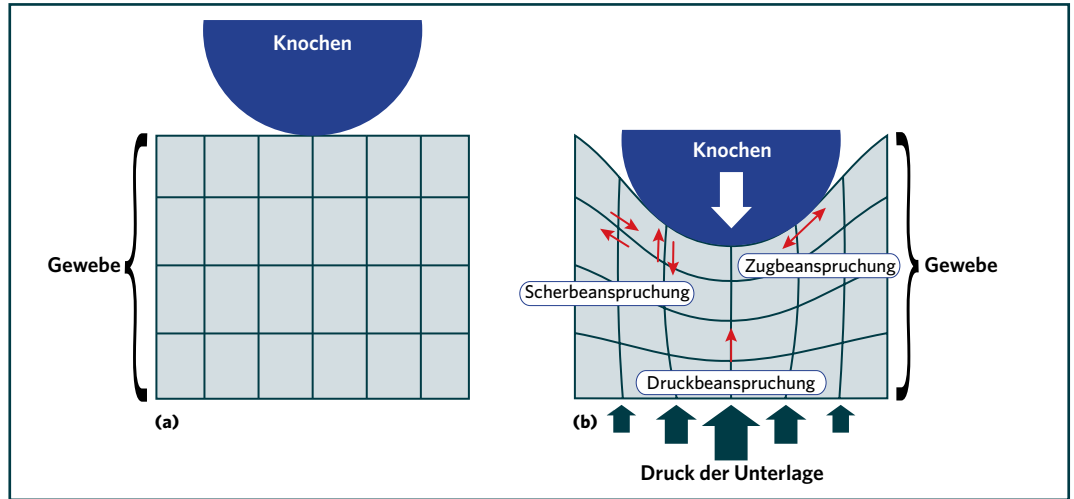 Knochen
Gewebe
(a)
Knochen
Zugbeanspruchung
Gewebe
Scherbeanspruchung
Druckbeanspruchung
(b)
Druck der Unterlage